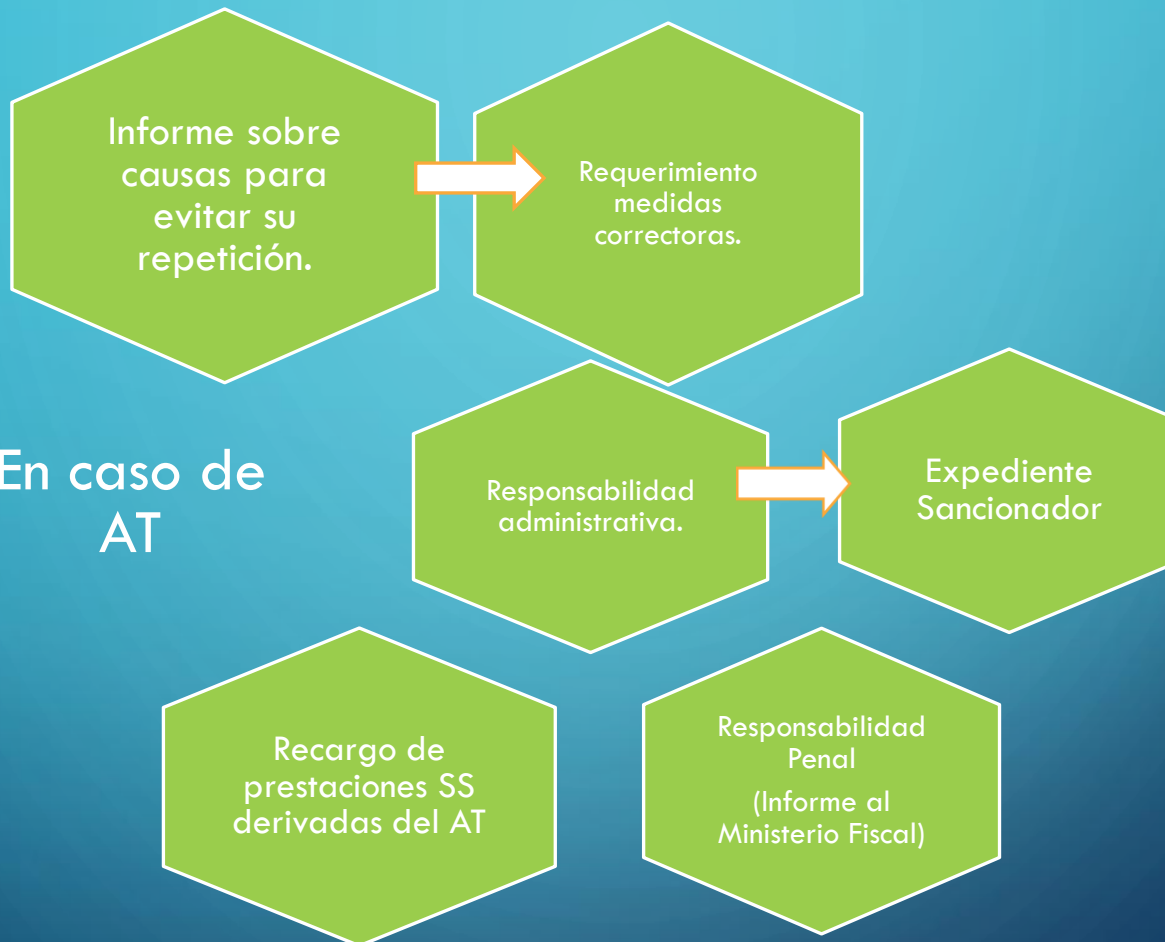 Informe sobre
causas para
evitar su
repetición.
Requerimiento
medidas
correctoras.
En caso de
AT
Responsabilidad
administrativa.
Expediente
Sancionador
Recargo de
prestaciones SS
derivadas del AT
Responsabilidad
Penal
(Informe al
Ministerio Fiscal)